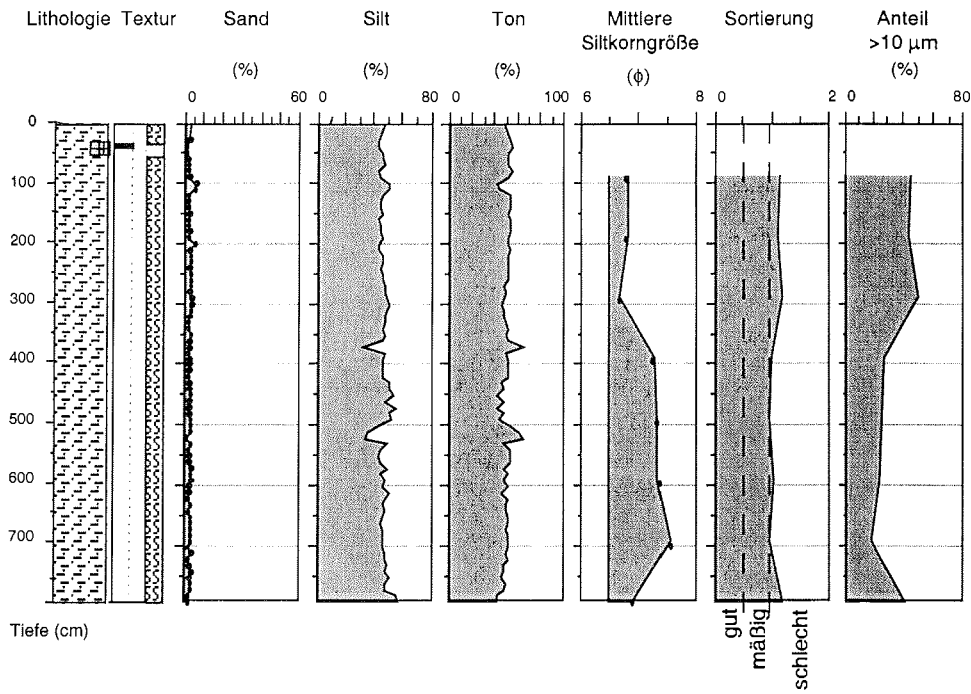 Lithologie Textur Sand Silt Ton Mittlere Siltkorngröße Sortierung Anteil >10 µm
(%) (%) (%) (ϕ) (%)
0 60 0 80 0 100 6 8 0 2 0 80
0
100
200
300
400
500
600
700
Tiefe (cm)
gut
mäßig
schlecht